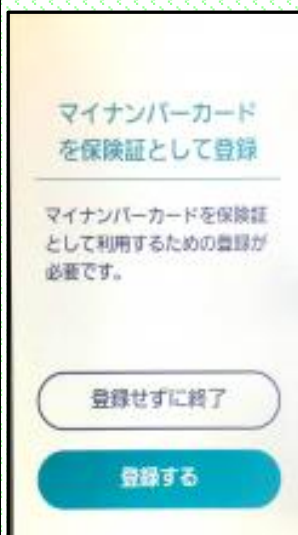 マイナンバーカード
を保険証として登録
マイナンバーカードを保険証
として利用するための登録が
必要です。
登録せずに終了
登録する